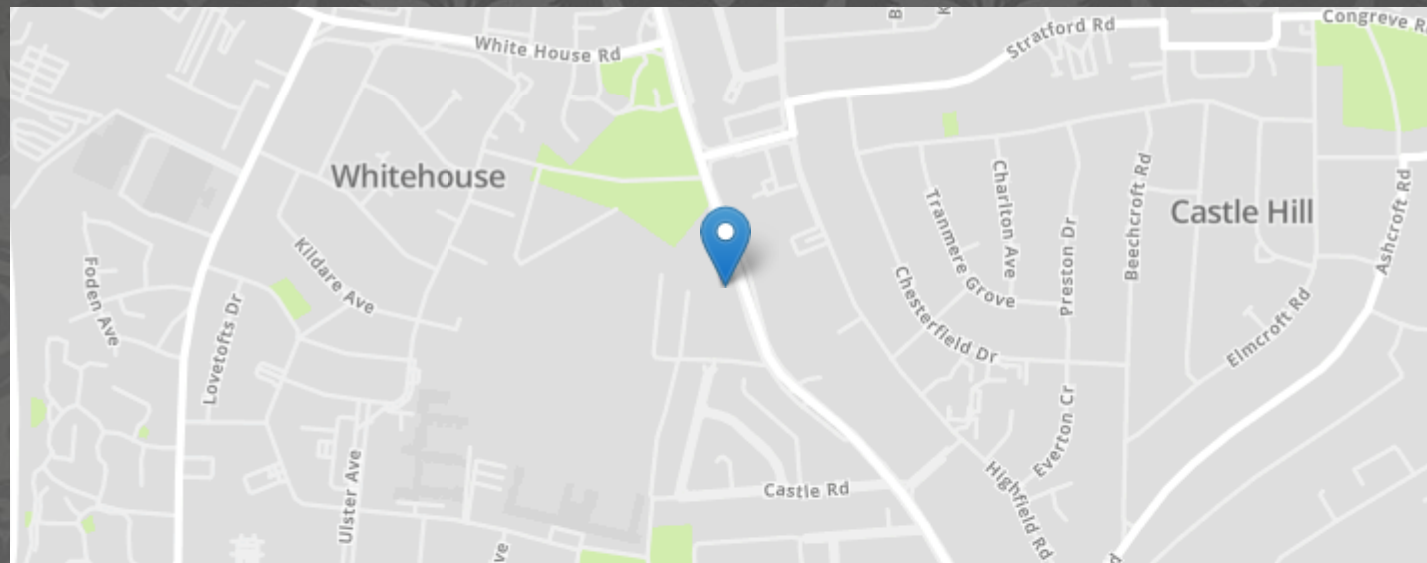 Congreve
Stratford Rd
White House Rd
Whitehouse
Castle Hill
Charlton Ave
Tranmere Grove
Preston Dr
Beechcroft Rd
Ashcroft Rd
Kildare Ave
Foden Ave
Lovetofts Dr
Chesterfield Dr
Elmcroft Rd
Everton Cr
Ulster Ave
Castle Rd
Highfield Rd